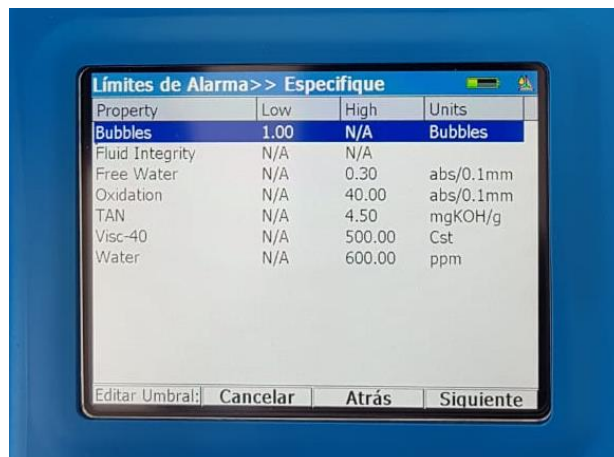 Límites de Alarma>> Especifique
Property Low High Units
Bubbles 1.00 N/A Bubbles
Fluid Integrity N/A N/A
Free Water N/A 0.30 abs/0.1mm
Oxidation N/A 40.00 abs/0.1mm
TAN N/A 4.50 mgKOH/g
Visc-40 N/A 500.00 Cst
Water N/A 600.00 ppm
Editar Umbral; Cancelar Atrás Siguiente